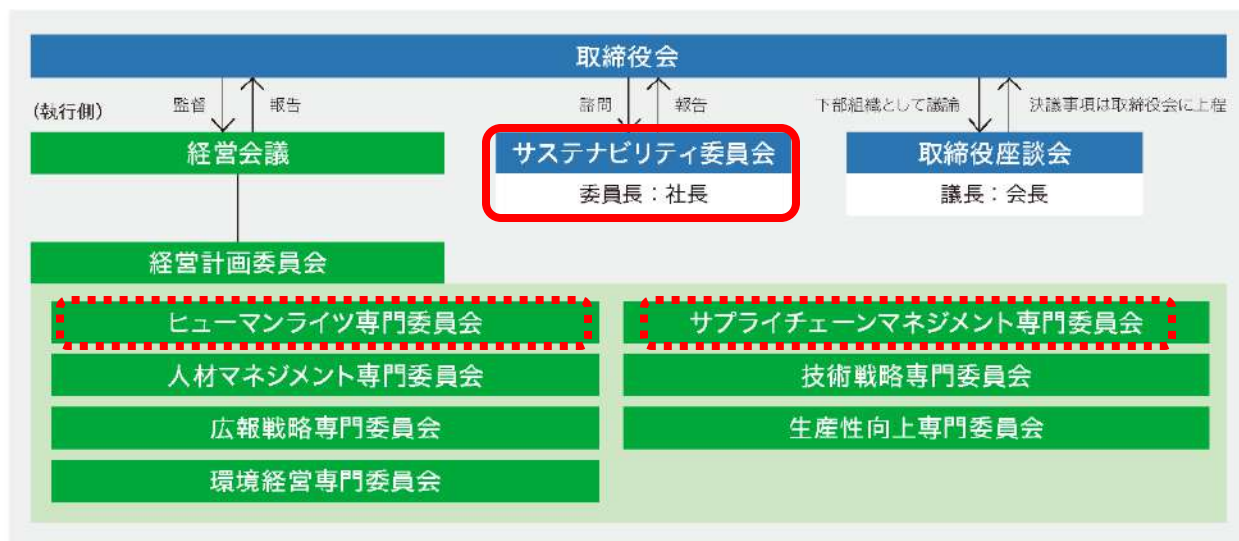 取締役会
(執行側)
監督
報告
諮問
報告
下部組織として議論
決議事項は取締役会に上程
経営会議
サステナビリティ委員会
委員長：社長
取締役座談会
議長：会長
経営計画委員会
ヒューマンライツ専門委員会
サプライチェーンマネジメント専門委員会
人材マネジメント専門委員会
技術戦略専門委員会
広報戦略専門委員会
生産性向上専門委員会
環境経営専門委員会